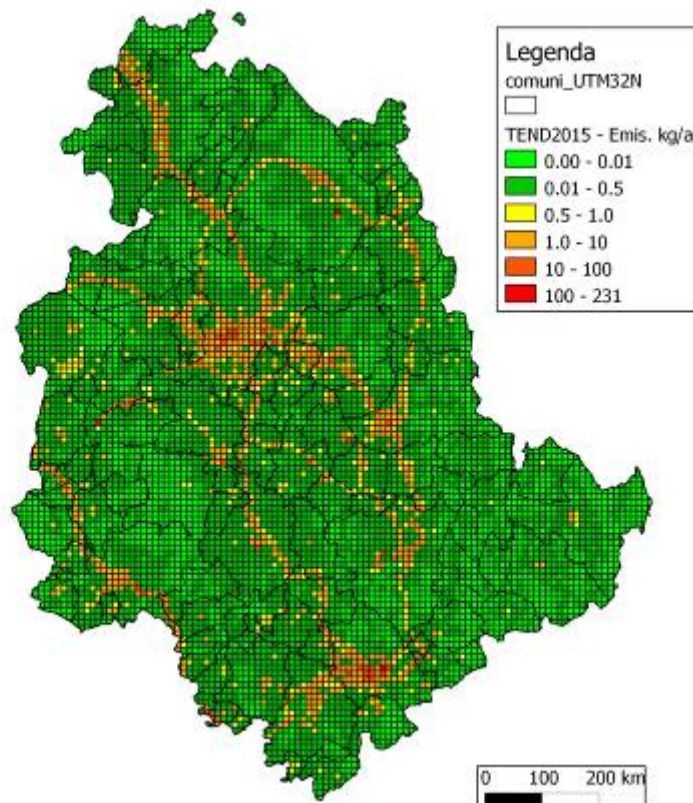 Legenda
comuni_UTM32N
TEND2015 - Emis. kg/a
0.00 - 0.01
0.01 - 0.5
0.5 - 1.0
1.0 - 10
10 - 100
100 - 231
0 100 200 km